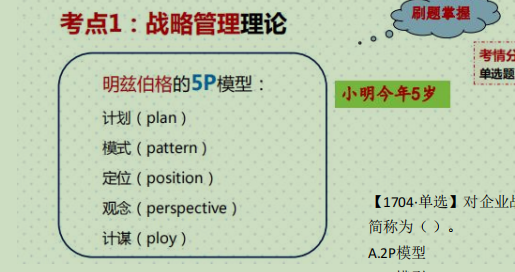 考点1：战略管理理论
刷题掌握
考情分
单选题
明兹伯格的5P模型：
小明今年5岁
计划（plan）
模式（pattern）
定位（position）
观念（perspective）
计谋（ploy）
【1704·单选】对企业战
简称为（ ）。
A.2P模型